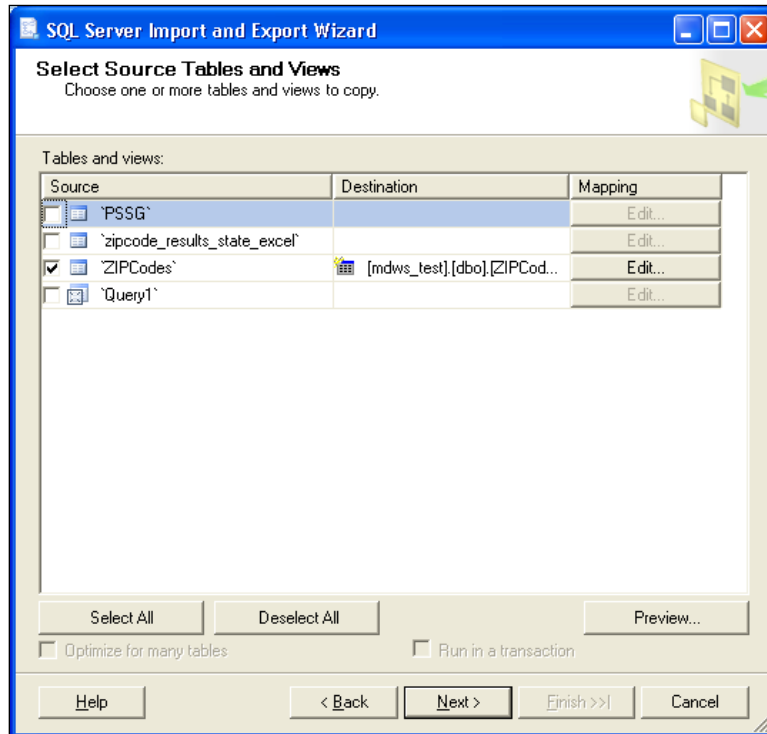 SQL Server Import and Export Wizard
Select Source Tables and Views
Choose one or more tables and views to copy.
Tables and views:
Source Destination Mapping
`PSSG` Edit...
`zipcode_results_state_excel` Edit...
`ZIPCodes` [mdws_test].[dbo].[ZIPCod... Edit...
`Query1` Edit...
Select All Deselect All Preview...
Optimize for many tables Run in a transaction
Help < Back Next > Finish >>| Cancel